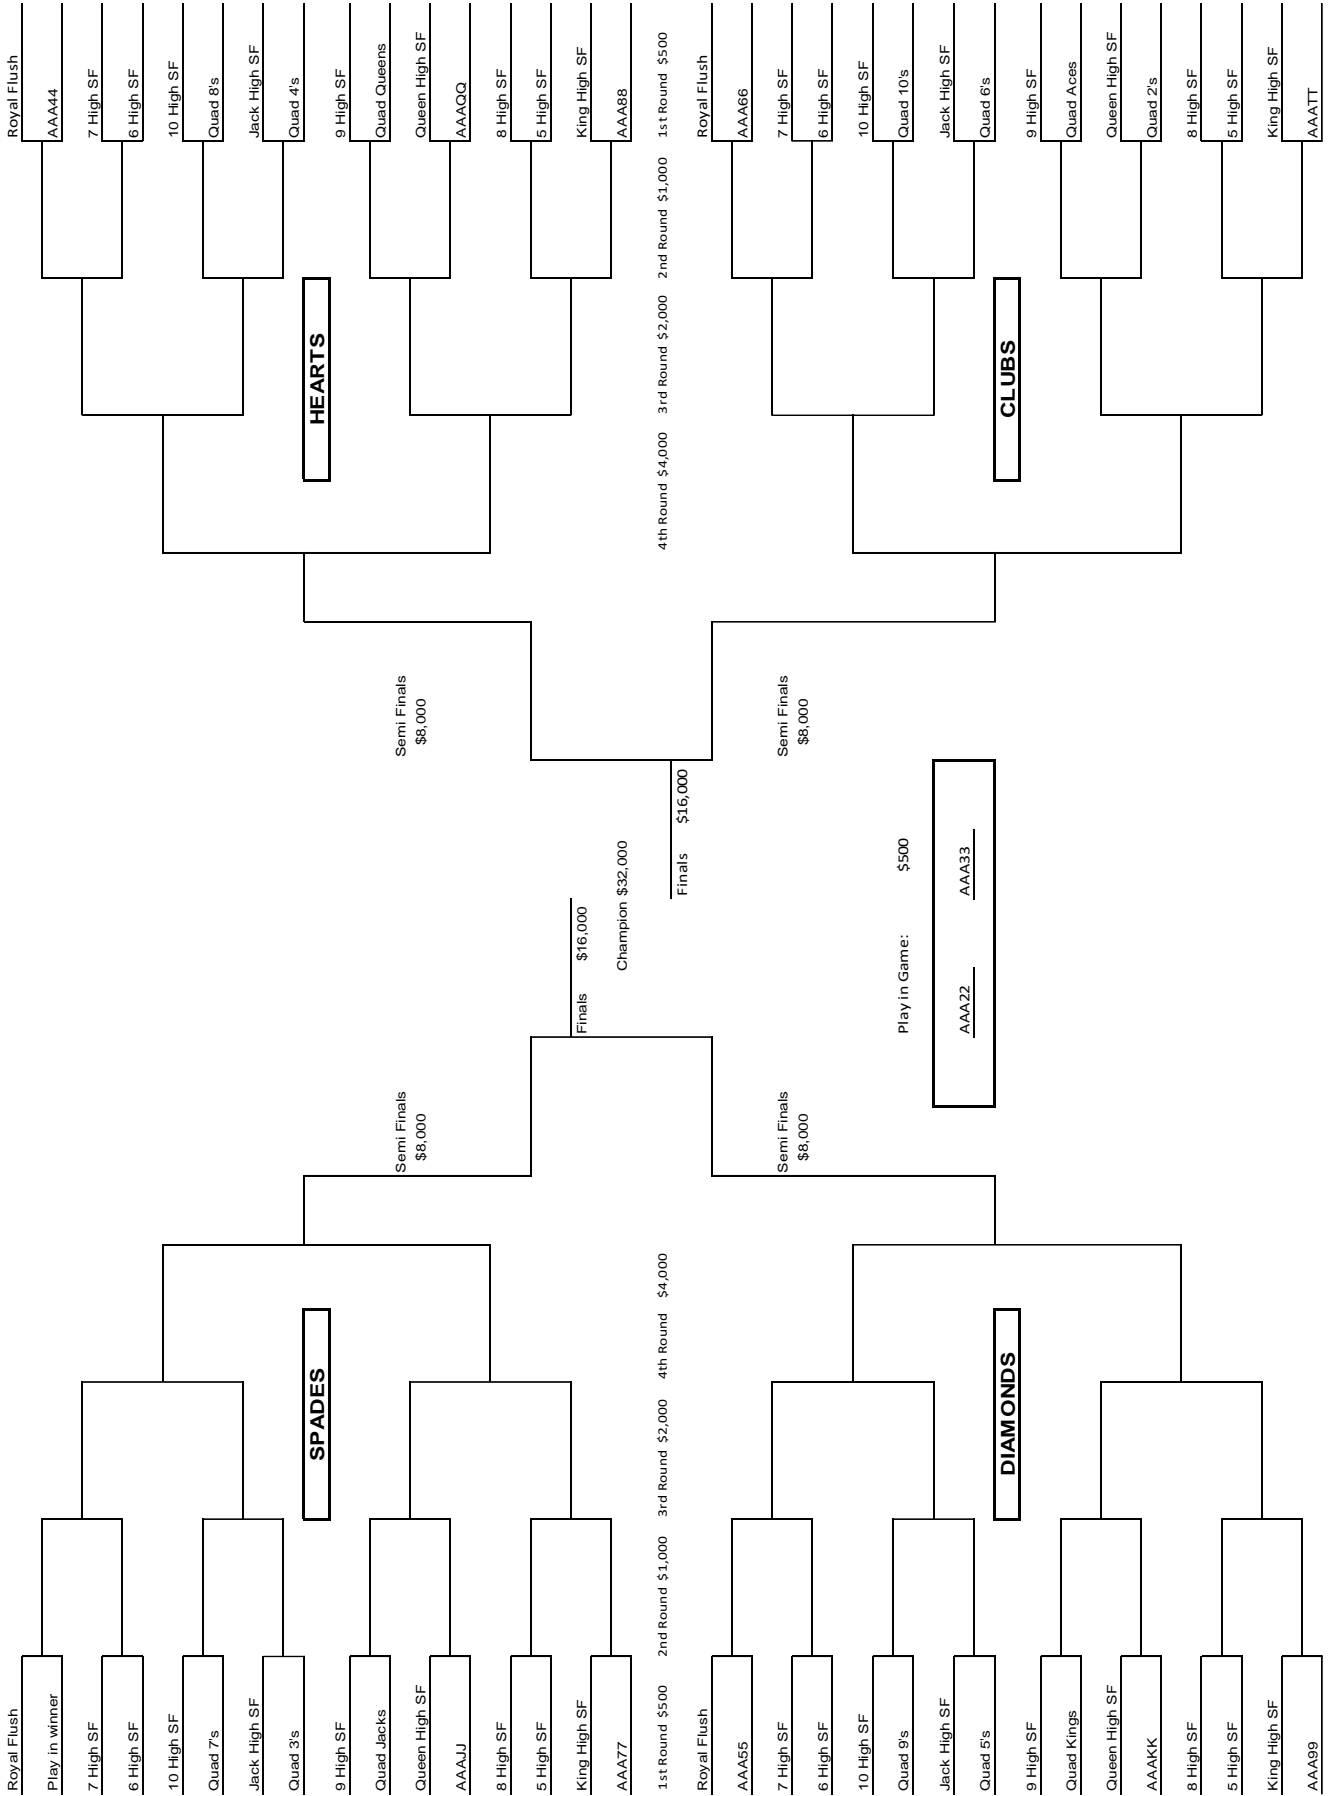 Royal Flush
Play in winner
7 High SF
6 High SF
10 High SF
Quad 7's
Jack High SF
Quad 3's
9 High SF
Quad Jacks
Queen High SF
AAAJJ
8 High SF
5 High SF
King High SF
AAA77
SPADES
Semi Finals
$8,000
Semi Finals
$8,000
HEARTS
Royal Flush
AAA44
7 High SF
6 High SF
10 High SF
Quad 8's
Jack High SF
Quad 4's
9 High SF
Quad Queens
Queen High SF
AAAQQ
8 High SF
5 High SF
King High SF
AAA88
Finals $16,000
Champion $32,000
Finals $16,000
1st Round $500 2nd Round $1,000 3rd Round $2,000 4th Round $4,000
4th Round $4,000 3rd Round $2,000 2nd Round $1,000 1st Round $500
Royal Flush
AAA55
7 High SF
6 High SF
10 High SF
Quad 9's
Jack High SF
Quad 5's
9 High SF
Quad Kings
Queen High SF
AAAKK
8 High SF
5 High SF
King High SF
AAA99
DIAMONDS
Semi Finals
$8,000
Semi Finals
$8,000
Play in Game: $500
AAA22 AAA33
CLUBS
Royal Flush
AAA66
7 High SF
6 High SF
10 High SF
Quad 10's
Jack High SF
Quad 6's
9 High SF
Quad Aces
Queen High SF
Quad 2's
8 High SF
5 High SF
King High SF
AAATT